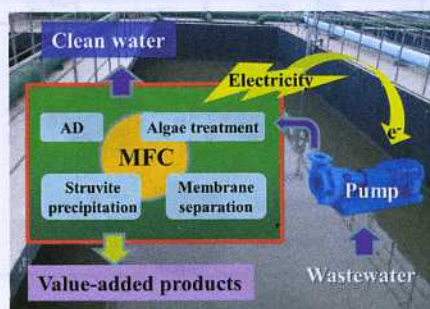 Clean water
Electricity
e-
AD
Algae treatment
MFC
Struvite
precipitation
Membrane
separation
Pump
Value-added products
Wastewater